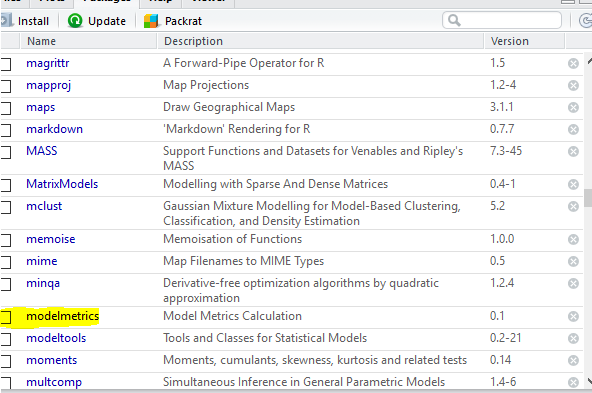 Packages Help Viewer
Install Update Packrat
Name Description Version
magrittr A Forward-Pipe Operator for R 1.5
mapproj Map Projections 1.2-4
maps Draw Geographical Maps 3.1.1
markdown 'Markdown' Rendering for R 0.7.7
MASS Support Functions and Datasets for Venables and Ripley's 7.3-45
MASS
MatrixModels Modelling with Sparse And Dense Matrices 0.4-1
mclust Gaussian Mixture Modelling for Model-Based Clustering, 5.2
Classification, and Density Estimation
memoise Memoisation of Functions 1.0.0
mime Map Filenames to MIME Types 0.5
minqa Derivative-free optimization algorithms by quadratic 1.2.4
approximation
modelmetrics Model Metrics Calculation 0.1
modeltools Tools and Classes for Statistical Models 0.2-21
moments Moments, cumulants, skewness, kurtosis and related tests 0.14
multcomp Simultaneous Inference in General Parametric Models 1.4-6